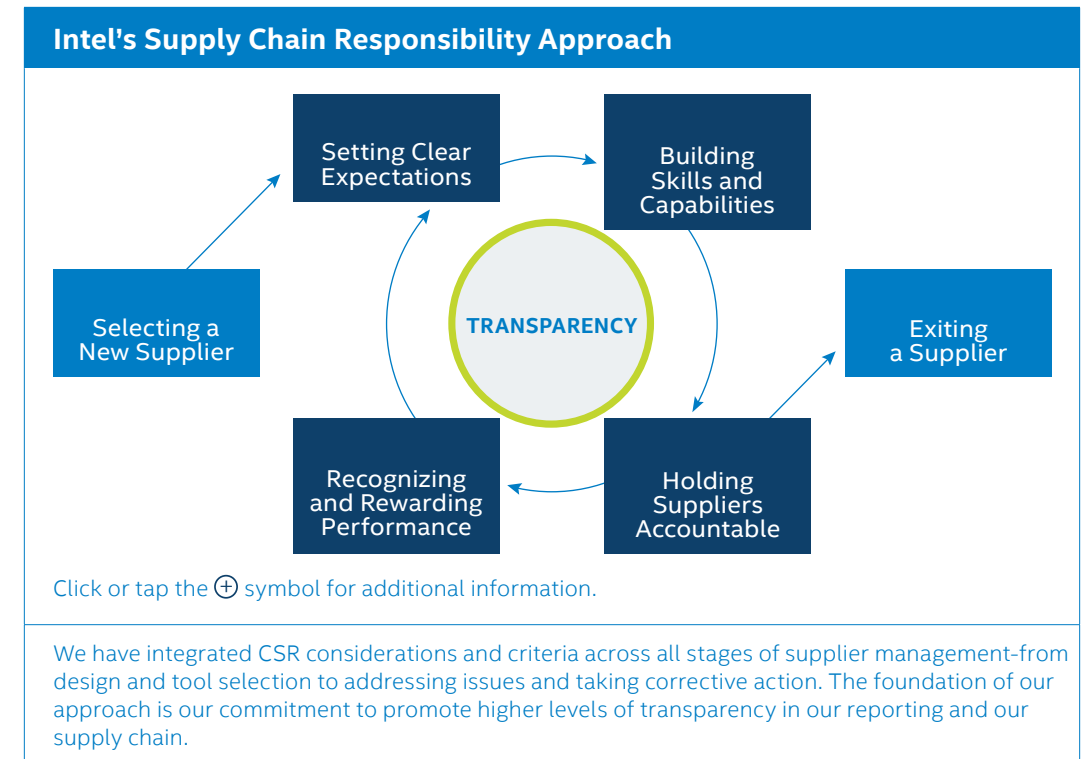 Intel's Supply Chain Responsibility Approach
Setting Clear
Expectations
Building
Skills and
Capabilities
TRANSPARENCY
Selecting a
New Supplier
Exiting
a Supplier
Recognizing
and Rewarding
Performance
Holding
Suppliers
Accountable
Click or tap the ⊕ symbol for additional information.
We have integrated CSR considerations and criteria across all stages of supplier management-from
design and tool selection to addressing issues and taking corrective action. The foundation of our
approach is our commitment to promote higher levels of transparency in our reporting and our
supply chain.